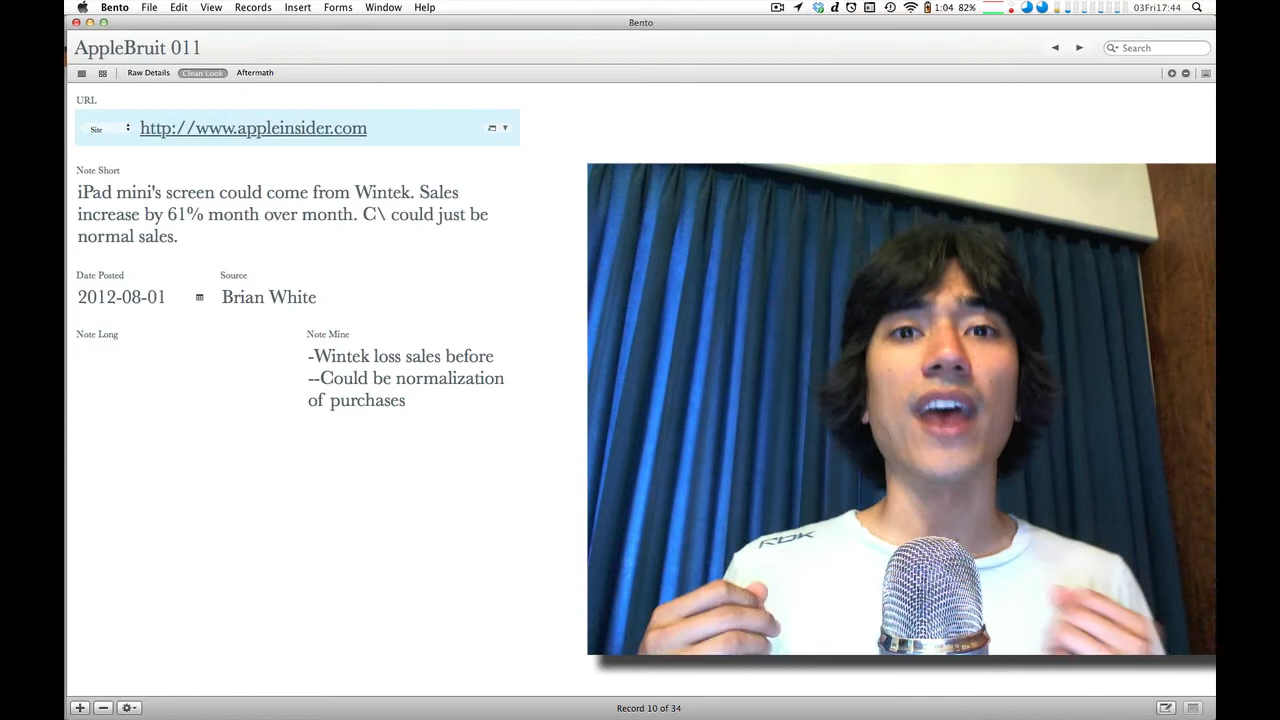 Bento File Edit View Records Insert Forms Window Help 1:04 82% 03Fri17:44
Bento
AppleBruit 011
Search
Raw Details Clean Look Aftermath
URL
Site http://www.appleinsider.com
Note Short
iPad mini's screen could come from Wintek. Sales
increase by 61% month over month. C\ could just be
normal sales.
Date Posted Source
2012-08-01 Brian White
Note Long Note Mine
-Wintek loss sales before
--Could be normalization
of purchases
RDK
Record 10 of 34